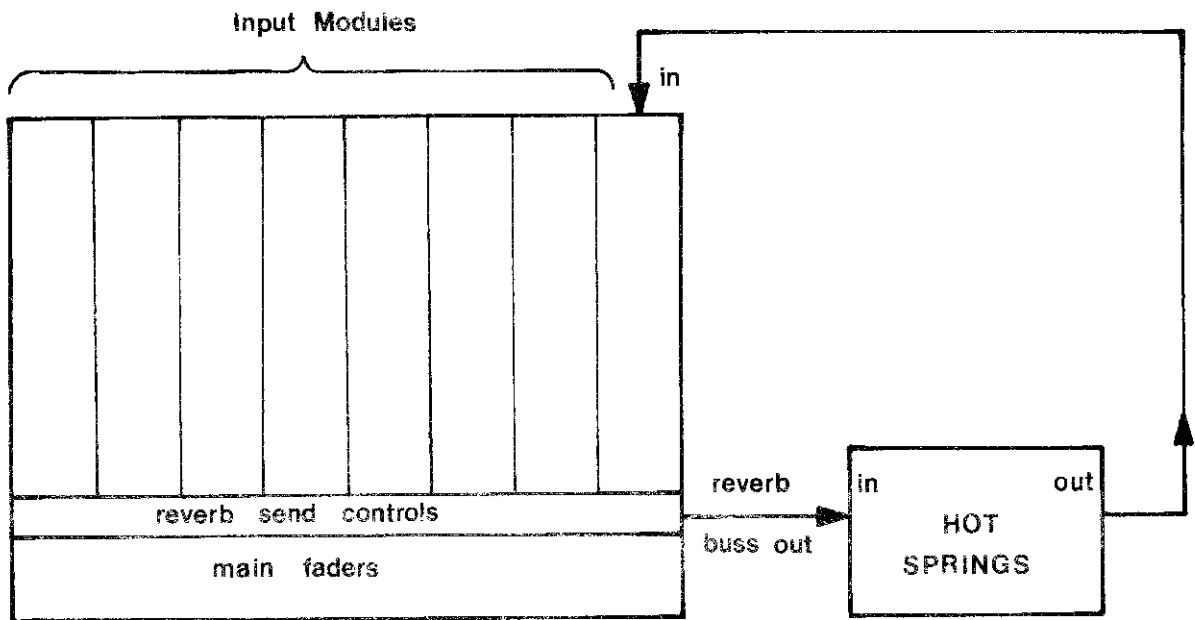 Input Modules
in
reverb send controls
main faders
reverb
buss out
in
out
HOT
SPRINGS